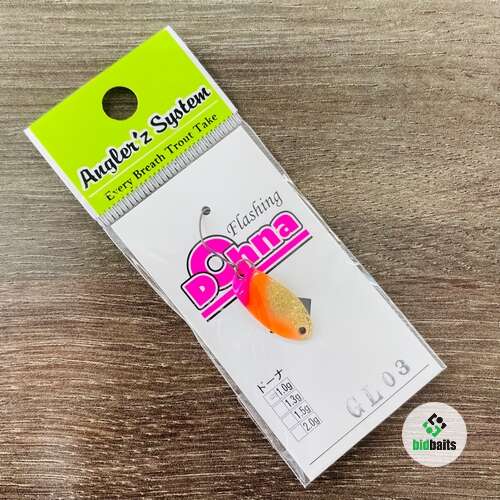 Angler'z System
Every Breath Trout Take
Flashing
Dohna
ドーナ
1.0g
1.3g
1.5g
2.0g
GL03
bidbaits